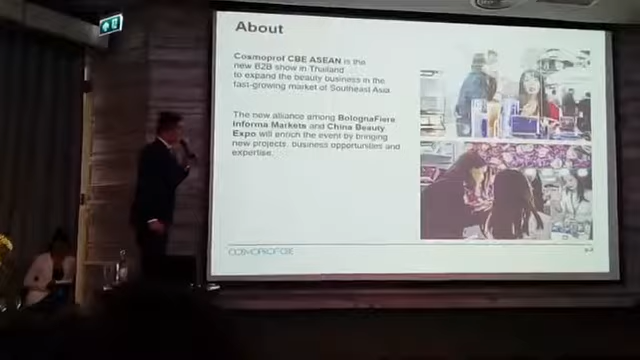 About
Cosmoprof CBE ASEAN is the
new B2B show in Thailand
to expand the beauty business in the
fast-growing market of Southeast Asia.
The new alliance among BolognaFiere
Informa Markets and China Beauty
Expo will enrich the event by bringing
new projects, business opportunities and
expertise.
COSMOPROF CBE